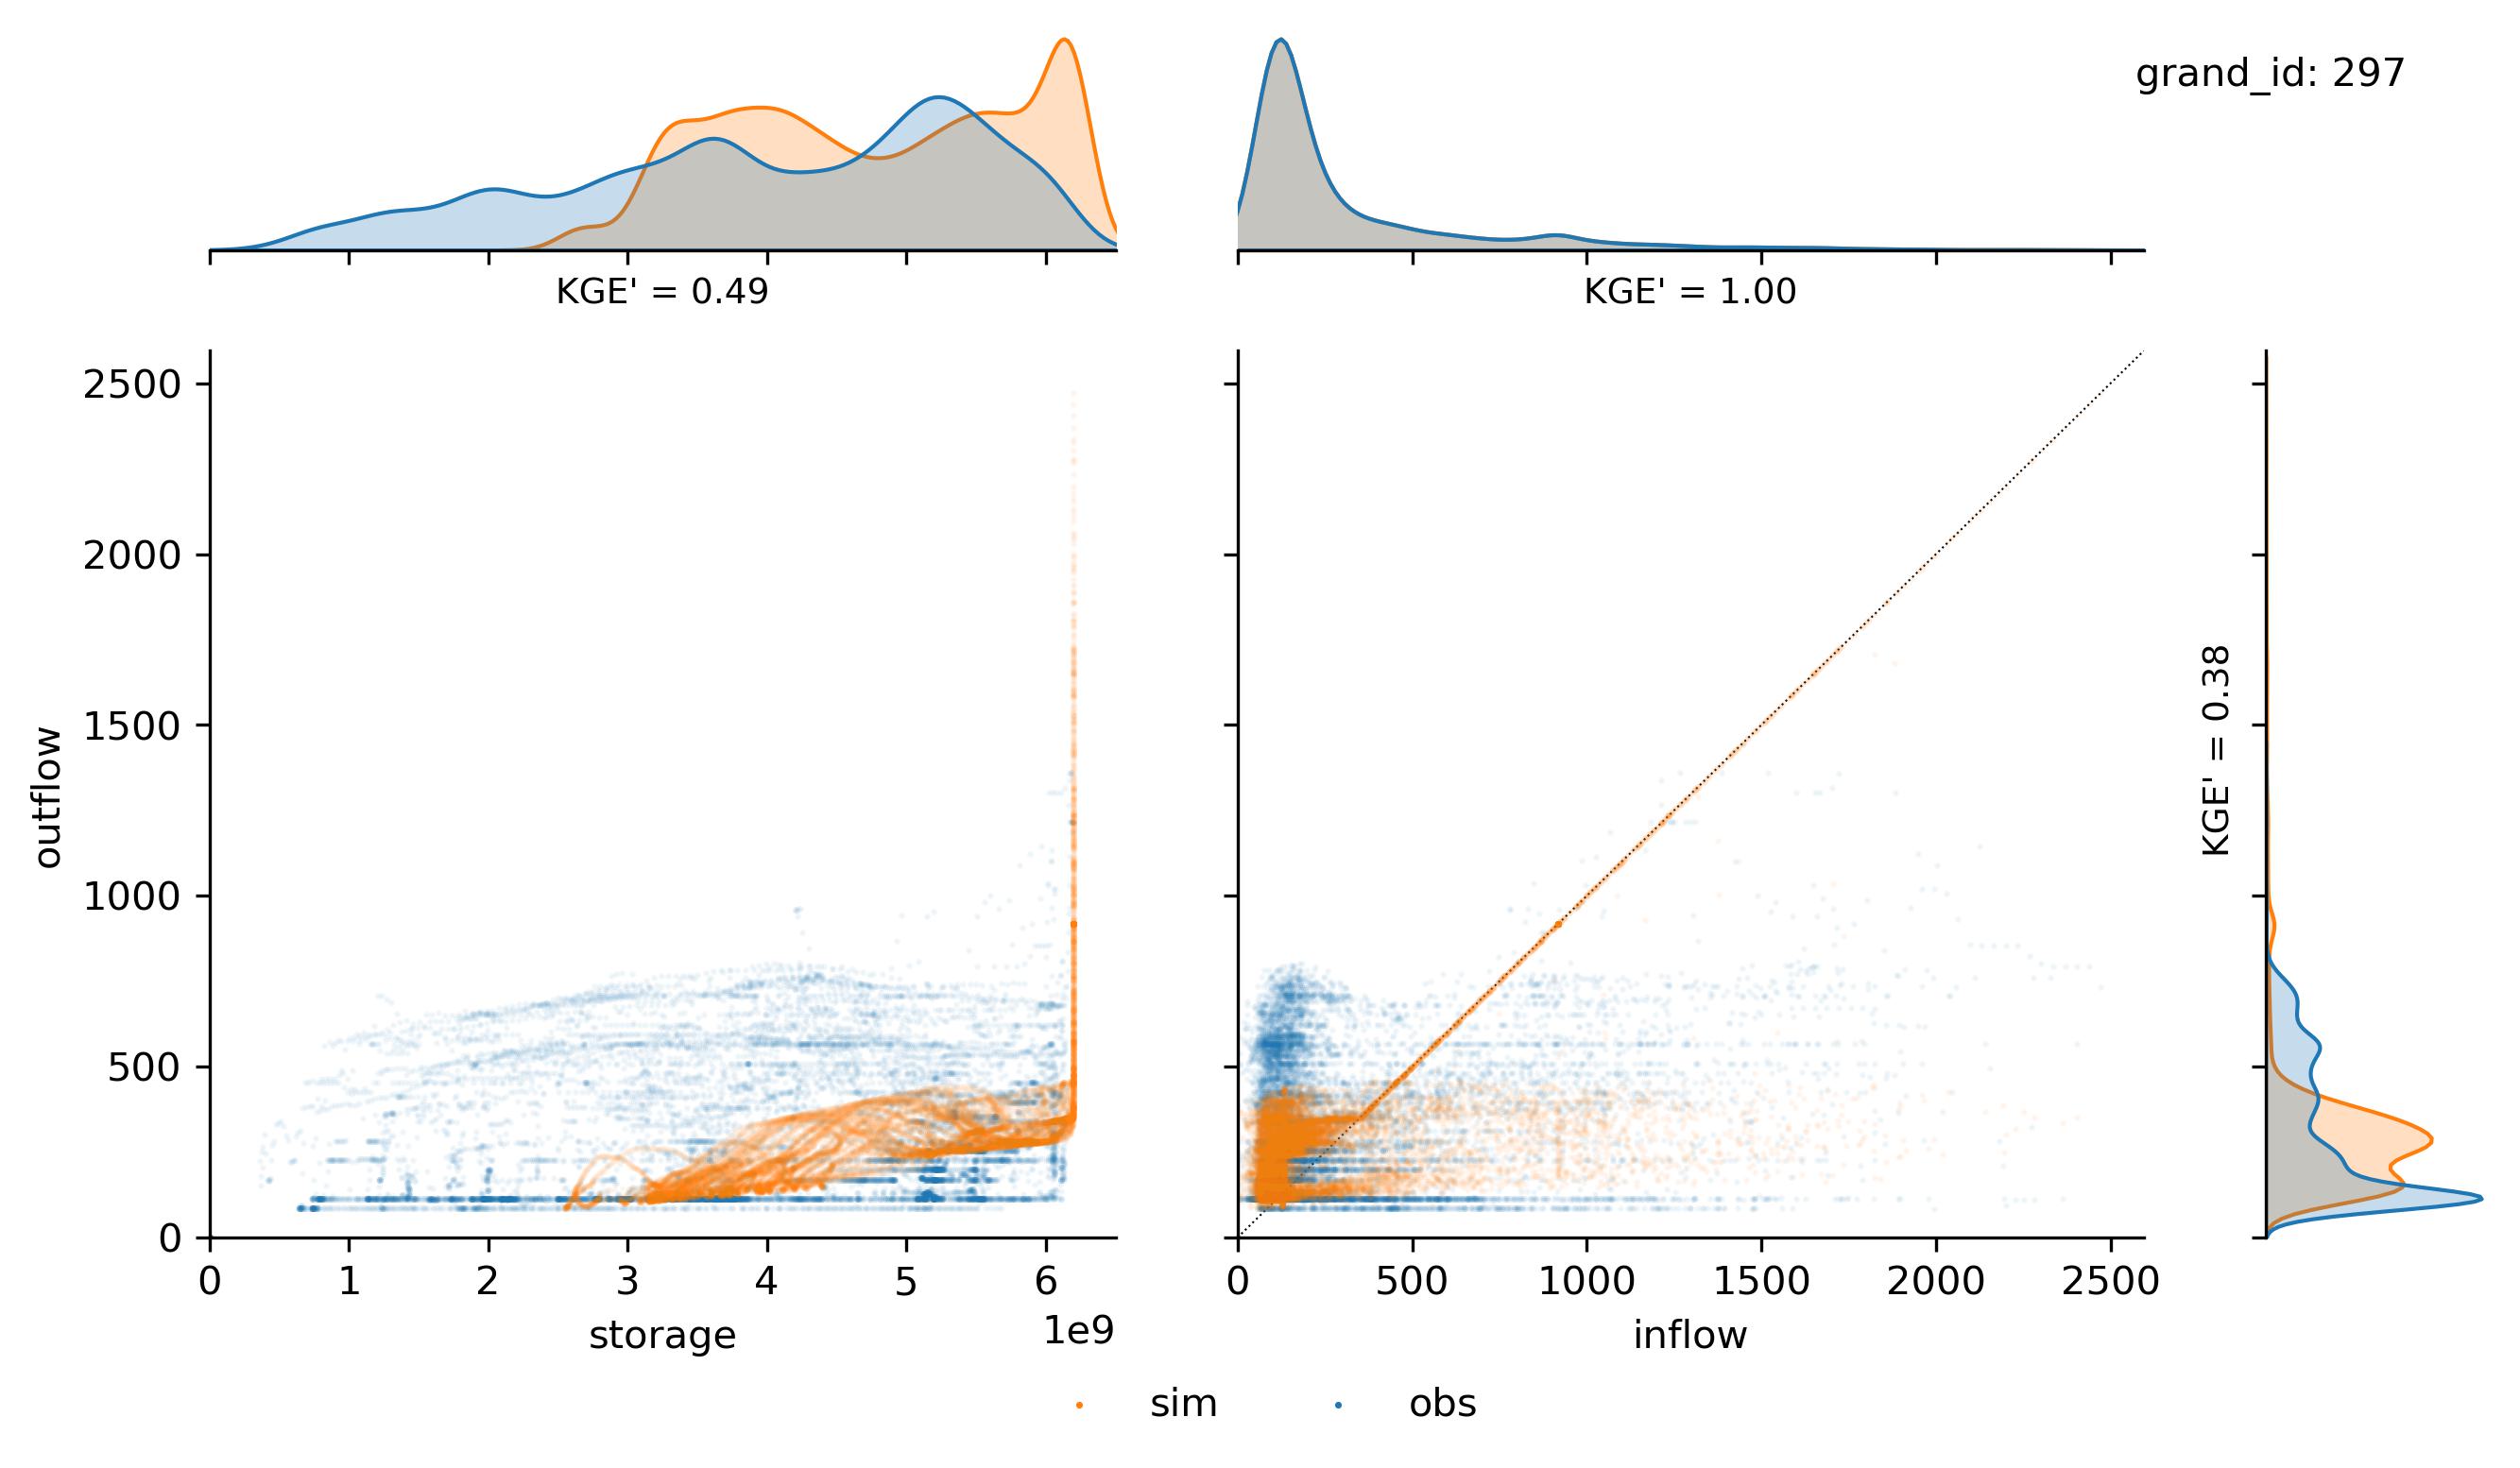 grand_id: 297
KGE' = 0.49
KGE' = 1.00
2500
2000
1500
1000
500
0
outflow
KGE' = 0.38
0 1 2 3 4 5 6
1e9
storage
0 500 1000 1500 2000 2500
inflow
sim obs